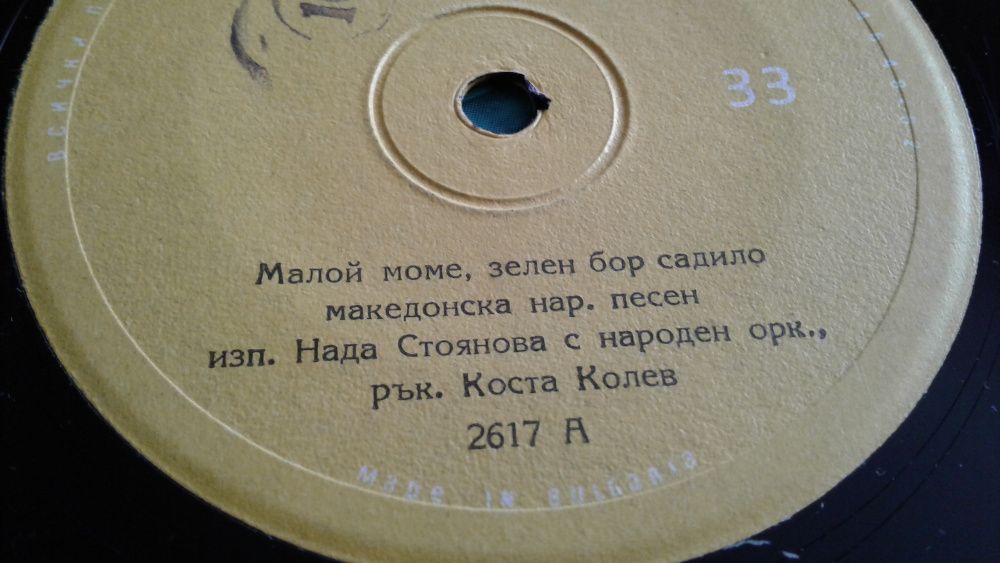 всички
33
Малой моме, зелен бор садило
македонска нар. песен
изп. Нада Стоянова с народен орк.,
рък. Коста Колев
2617 А
Made in Bulgaria